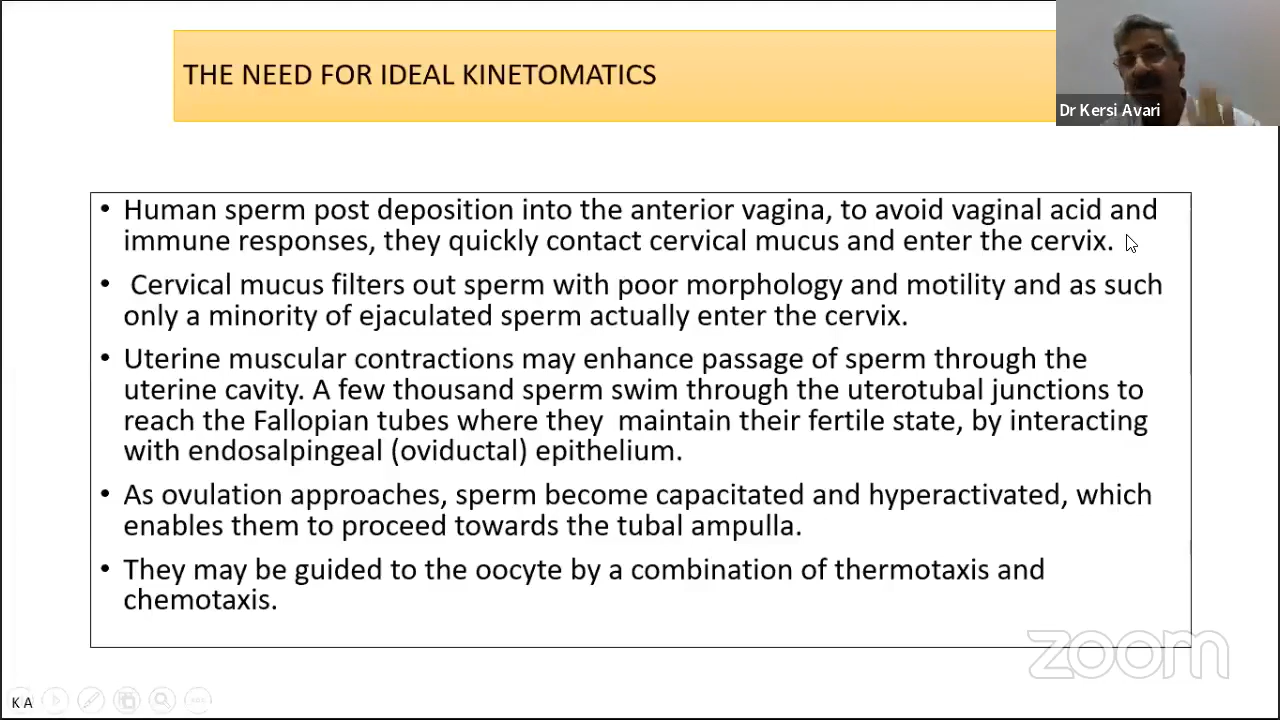 THE NEED FOR IDEAL KINETOMATICS
Dr Kersi Avari
• Human sperm post deposition into the anterior vagina, to avoid vaginal acid and
immune responses, they quickly contact cervical mucus and enter the cervix.
• Cervical mucus filters out sperm with poor morphology and motility and as such
only a minority of ejaculated sperm actually enter the cervix.
• Uterine muscular contractions may enhance passage of sperm through the
uterine cavity. A few thousand sperm swim through the uterotubal junctions to
reach the Fallopian tubes where they maintain their fertile state, by interacting
with endosalpingeal (oviductal) epithelium.
• As ovulation approaches, sperm become capacitated and hyperactivated, which
enables them to proceed towards the tubal ampulla.
• They may be guided to the oocyte by a combination of thermotaxis and
chemotaxis.
zoom
K A